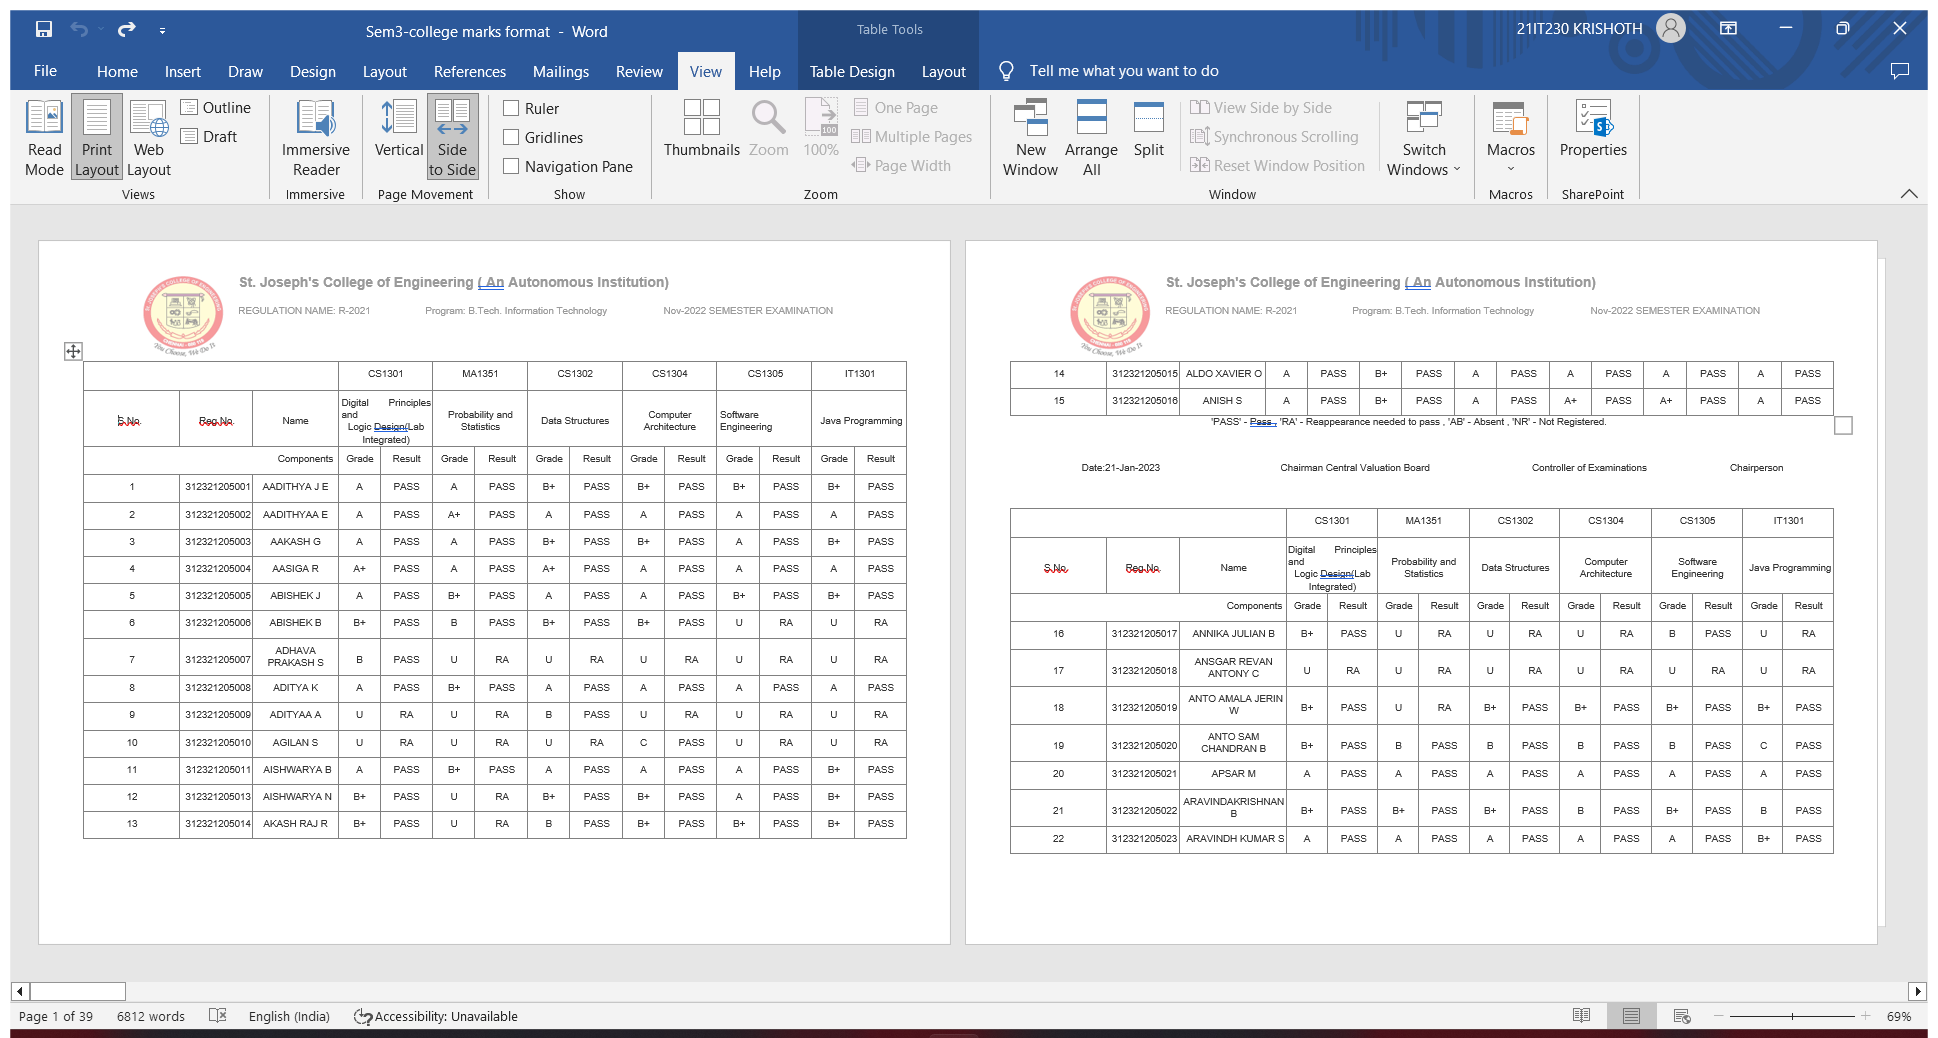 Sem3-college marks format - Word
Table Tools
21IT230 KRISHOTH
File Home Insert Draw Design Layout References Mailings Review View Help Table Design Layout Tell me what you want to do
Read Mode
Print Layout
Web Layout
Outline
Draft
Views
Immersive Reader
Immersive
Vertical
Side to Side
Page Movement
Ruler
Gridlines
Navigation Pane
Show
Thumbnails
Zoom
100%
One Page
Multiple Pages
Page Width
Zoom
New Window
Arrange All
Split
View Side by Side
Synchronous Scrolling
Reset Window Position
Switch Windows
Window
Macros
Macros
Properties
SharePoint
St. Joseph's College of Engineering ( An Autonomous Institution)
REGULATION NAME: R-2021 Program: B.Tech. Information Technology Nov-2022 SEMESTER EXAMINATION
You Choose, We Do It
CS1301 MA1351 CS1302 CS1304 CS1305 IT1301
S.No. Reg.No. Name Digital Principles and Logic Design(Lab Integrated) Probability and Statistics Data Structures Computer Architecture Software Engineering Java Programming
Components Grade Result Grade Result Grade Result Grade Result Grade Result Grade Result
1 312321205001 AADITHYA J E A PASS A PASS B+ PASS B+ PASS B+ PASS B+ PASS
2 312321205002 AADITHYAA E A PASS A+ PASS A PASS A PASS A PASS A PASS
3 312321205003 AAKASH G A PASS A PASS B+ PASS B+ PASS A PASS B+ PASS
4 312321205004 AASIGA R A+ PASS A PASS A+ PASS A PASS A PASS A PASS
5 312321205005 ABISHEK J A PASS B+ PASS A PASS A PASS B+ PASS B+ PASS
6 312321205006 ABISHEK B B+ PASS B PASS B+ PASS B+ PASS U RA U RA
7 312321205007 ADHAVA PRAKASH S B PASS U RA U RA U RA U RA U RA
8 312321205008 ADITYA K A PASS B+ PASS A PASS A PASS A PASS A PASS
9 312321205009 ADITYAA A U RA U RA B PASS U RA U RA U RA
10 312321205010 AGILAN S U RA U RA U RA C PASS U RA U RA
11 312321205011 AISHWARYA B A PASS B+ PASS A PASS A PASS A PASS B+ PASS
12 312321205013 AISHWARYA N B+ PASS U RA B+ PASS B+ PASS A PASS B+ PASS
13 312321205014 AKASH RAJ R B+ PASS U RA B PASS B+ PASS B+ PASS B+ PASS
St. Joseph's College of Engineering ( An Autonomous Institution)
REGULATION NAME: R-2021 Program: B.Tech. Information Technology Nov-2022 SEMESTER EXAMINATION
You Choose, We Do It
14 312321205015 ALDO XAVIER O A PASS B+ PASS A PASS A PASS A PASS A PASS
15 312321205016 ANISH S A PASS B+ PASS A PASS A+ PASS A+ PASS A PASS
'PASS' - Pass , 'RA' - Reappearance needed to pass , 'AB' - Absent , 'NR' - Not Registered.
Date:21-Jan-2023 Chairman Central Valuation Board Controller of Examinations Chairperson
CS1301 MA1351 CS1302 CS1304 CS1305 IT1301
S.No. Reg.No. Name Digital Principles and Logic Design(Lab Integrated) Probability and Statistics Data Structures Computer Architecture Software Engineering Java Programming
Components Grade Result Grade Result Grade Result Grade Result Grade Result Grade Result
16 312321205017 ANNIKA JULIAN B B+ PASS U RA U RA U RA B PASS U RA
17 312321205018 ANSGAR REVAN ANTONY C U RA U RA U RA U RA U RA U RA
18 312321205019 ANTO AMALA JERIN W B+ PASS U RA B+ PASS B+ PASS B+ PASS B+ PASS
19 312321205020 ANTO SAM CHANDRAN B B+ PASS B PASS B PASS B PASS B PASS C PASS
20 312321205021 APSAR M A PASS A PASS A PASS A PASS A PASS A PASS
21 312321205022 ARAVINDAKRISHNAN B B+ PASS B+ PASS B+ PASS B PASS B+ PASS B PASS
22 312321205023 ARAVINDH KUMAR S A PASS A PASS A PASS A PASS A PASS B+ PASS
Page 1 of 39 6812 words English (India) Accessibility: Unavailable 69%